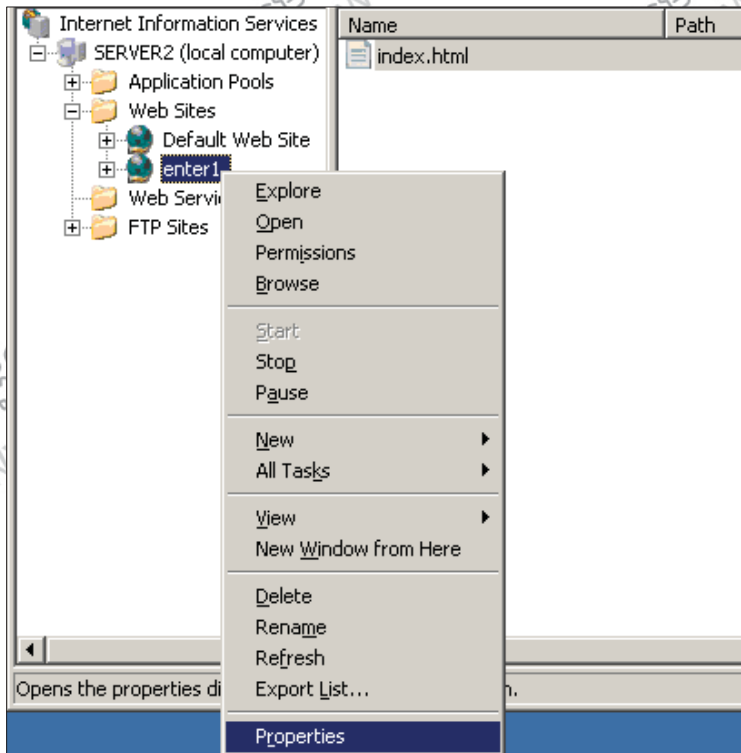 Internet Information Services
SERVER2 (local computer)
Application Pools
Web Sites
Default Web Site
enter1
Web Servi
FTP Sites
Name Path
index.html
Explore
Open
Permissions
Browse
Start
Stop
Pause
New
All Tasks
View
New Window from Here
Delete
Rename
Refresh
Export List...
Properties
Opens the properties di n.